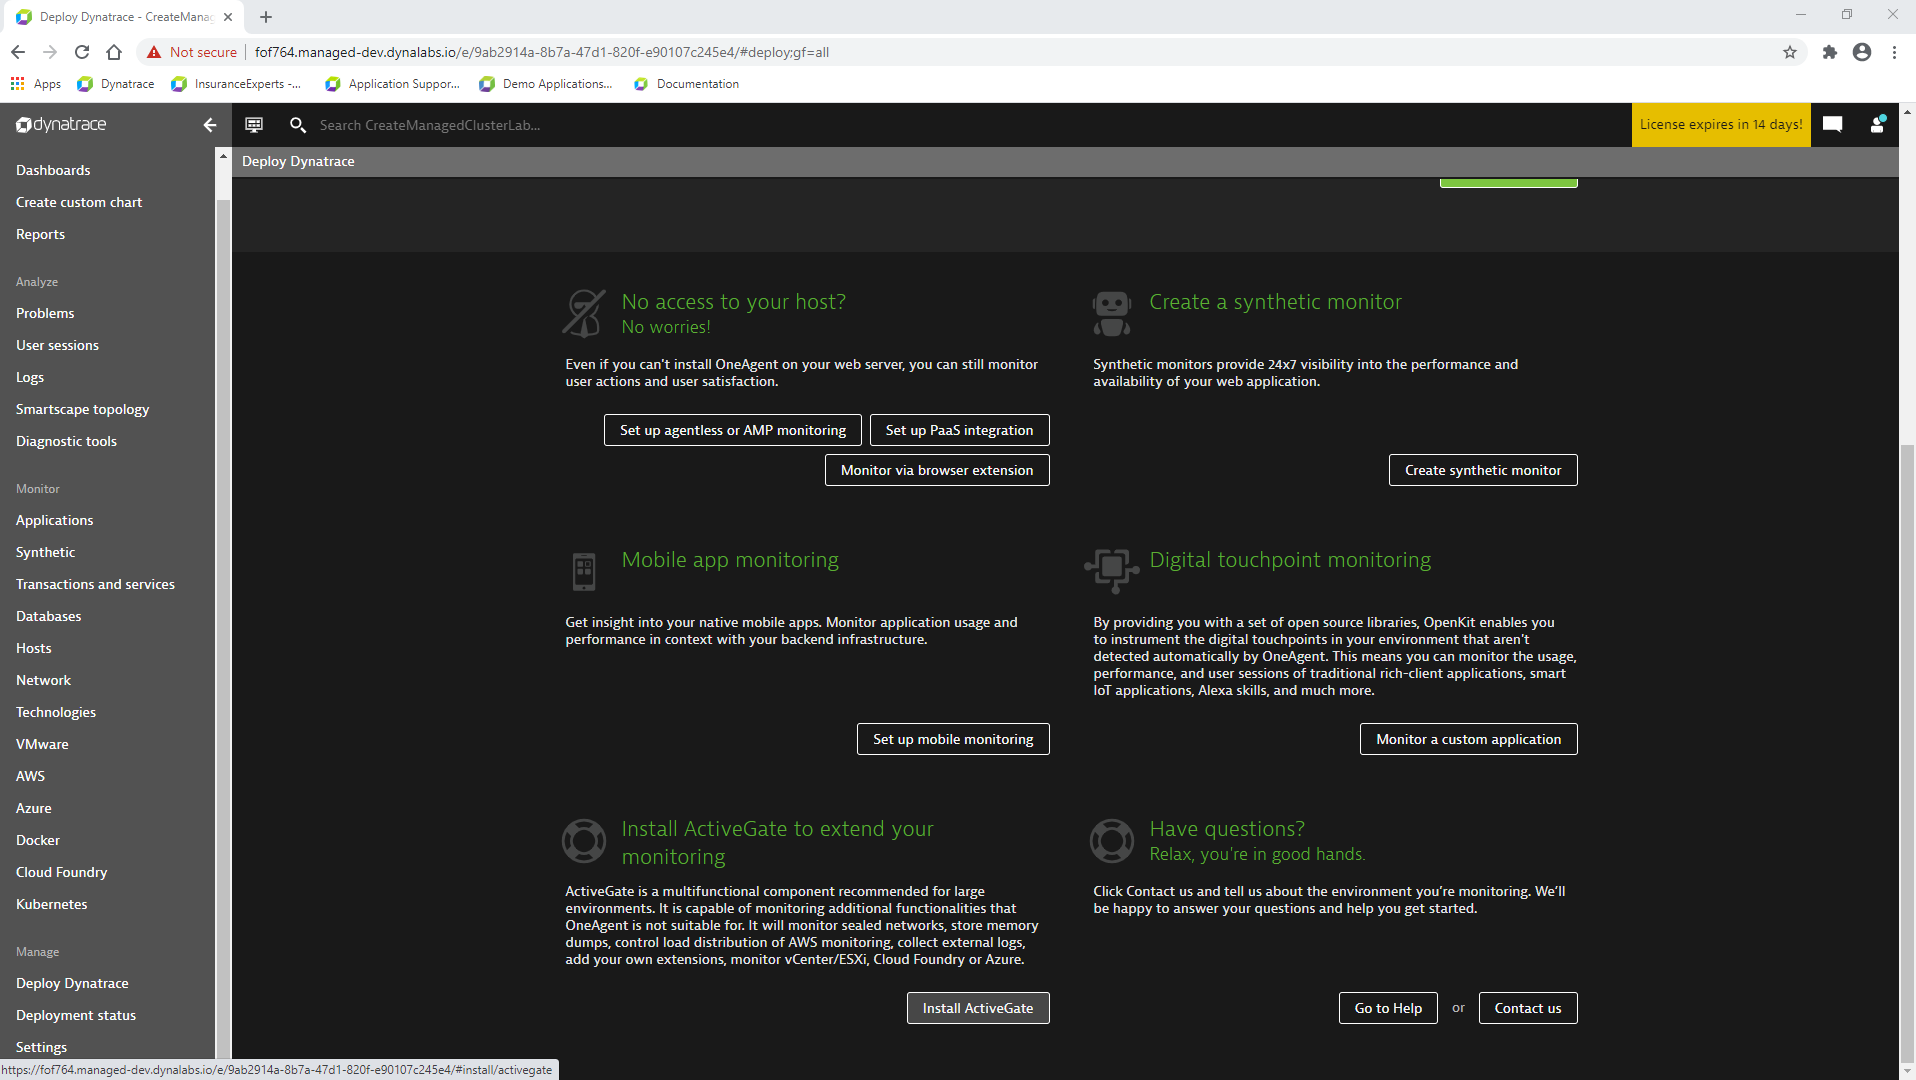 Deploy Dynatrace - CreateManag
Not secure
fof764.managed-dev.dynalabs.io/e/9ab2914a-8b7a-47d1-820f-e90107c245e4/#deploy;gf=all
Apps
Dynatrace
InsuranceExperts -...
Application Suppor...
Demo Applications...
Documentation
dynatrace
Search CreateManagedClusterLab...
License expires in 14 days!
Deploy Dynatrace
Dashboards
Create custom chart
Reports
Analyze
Problems
User sessions
Logs
Smartscape topology
Diagnostic tools
Monitor
Applications
Synthetic
Transactions and services
Databases
Hosts
Network
Technologies
VMware
AWS
Azure
Docker
Cloud Foundry
Kubernetes
Manage
Deploy Dynatrace
Deployment status
Settings
No access to your host?
No worries!
Even if you can't install OneAgent on your web server, you can still monitor
user actions and user satisfaction.
Set up agentless or AMP monitoring
Set up PaaS integration
Monitor via browser extension
Create a synthetic monitor
Synthetic monitors provide 24x7 visibility into the performance and
availability of your web application.
Create synthetic monitor
Mobile app monitoring
Get insight into your native mobile apps. Monitor application usage and
performance in context with your backend infrastructure.
Set up mobile monitoring
Digital touchpoint monitoring
By providing you with a set of open source libraries, OpenKit enables you
to instrument the digital touchpoints in your environment that aren't
detected automatically by OneAgent. This means you can monitor the usage,
performance, and user sessions of traditional rich-client applications, smart
IoT applications, Alexa skills, and much more.
Monitor a custom application
Install ActiveGate to extend your
monitoring
ActiveGate is a multifunctional component recommended for large
environments. It is capable of monitoring additional functionalities that
OneAgent is not suitable for. It will monitor sealed networks, store memory
dumps, control load distribution of AWS monitoring, collect external logs,
add your own extensions, monitor vCenter/ESXi, Cloud Foundry or Azure.
Install ActiveGate
Have questions?
Relax, you're in good hands.
Click Contact us and tell us about the environment you're monitoring. We'll
be happy to answer your questions and help you get started.
Go to Help
or
Contact us
https://fof764.managed-dev.dynalabs.io/e/9ab2914a-8b7a-47d1-820f-e90107c245e4/#install/activegate